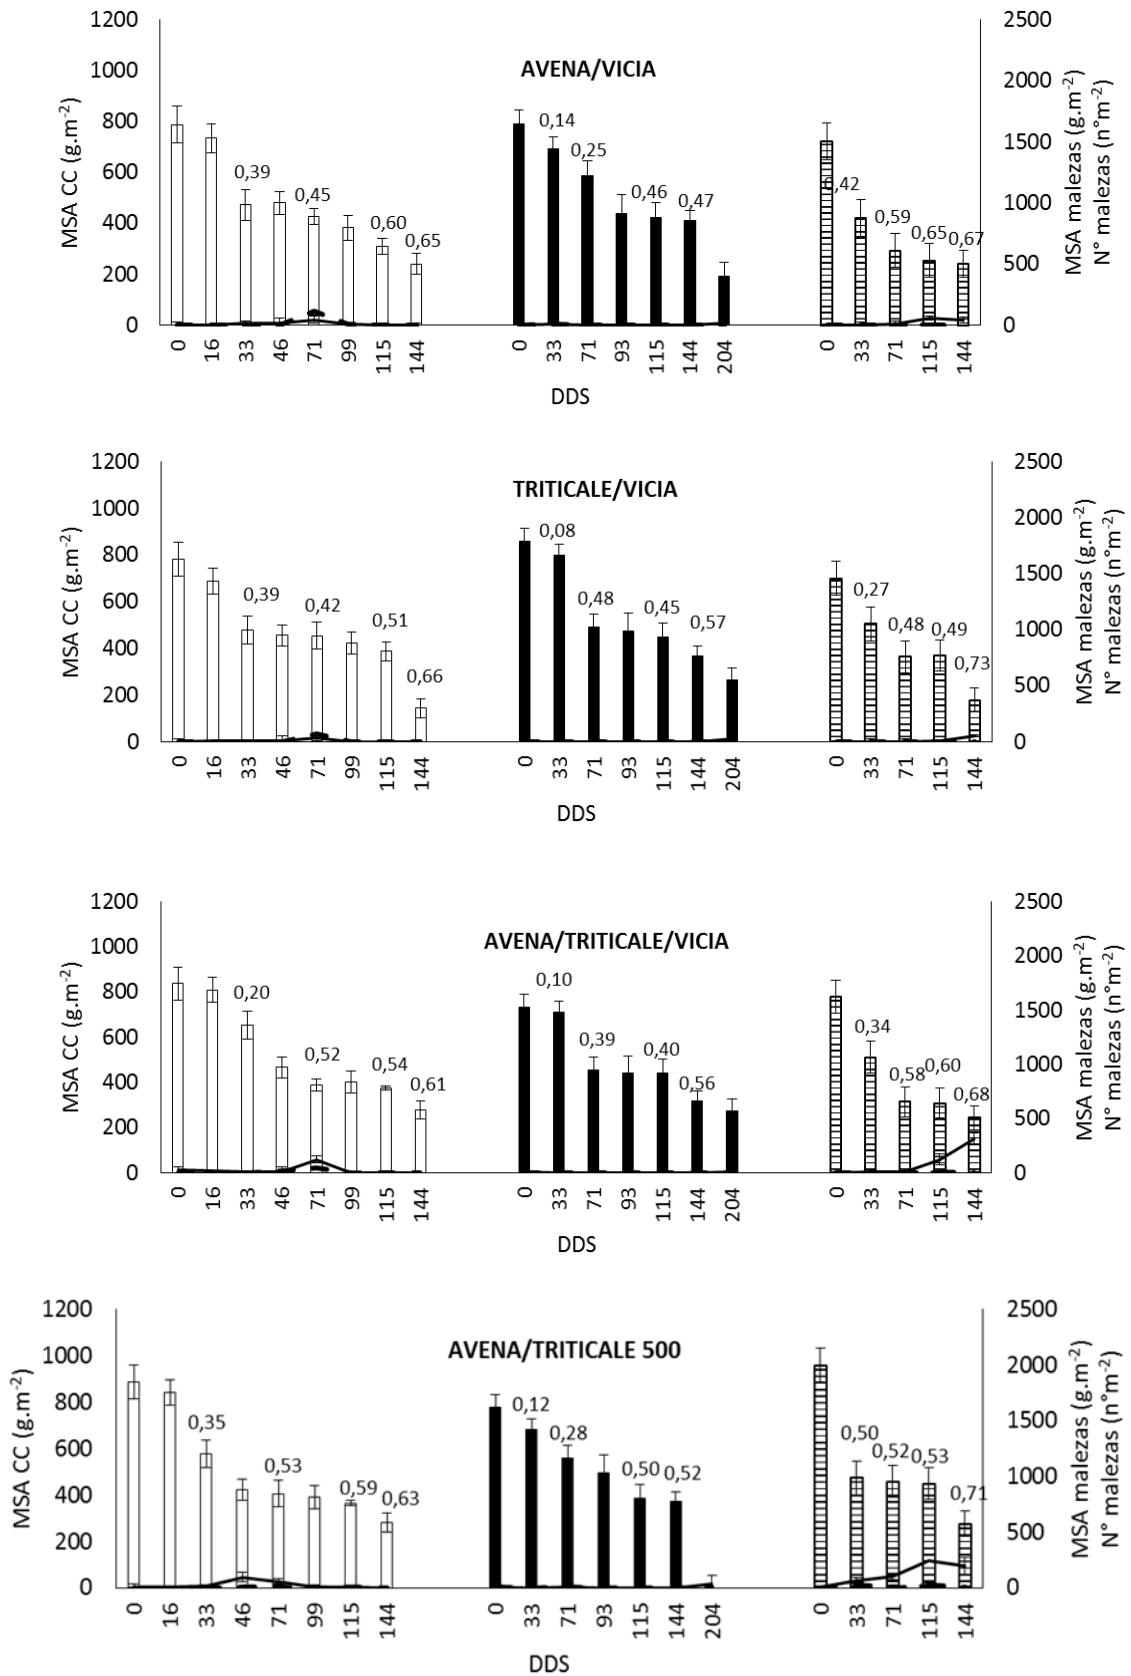 AVENA/VICIA
MSA CC (g.m⁻²)
1200
1000
800
600
400
200
0
0,39 0,45 0,60 0,65
0,14 0,25 0,46 0,47
0,42 0,59 0,65 0,67
2500
2000
1500
1000
500
0
MSA malezas (g.m⁻²)
N° malezas (n°m⁻²)
0 16 33 46 71 99 115 144
0 33 71 93 115 144 204
0 33 71 115 144
DDS
TRITICALE/VICIA
MSA CC (g.m⁻²)
1200
1000
800
600
400
200
0
0,39 0,42 0,51 0,66
0,08 0,48 0,45 0,57
0,27 0,48 0,49 0,73
2500
2000
1500
1000
500
0
MSA malezas (g.m⁻²)
N° malezas (n°m⁻²)
0 16 33 46 71 99 115 144
0 33 71 93 115 144 204
0 33 71 115 144
DDS
AVENA/TRITICALE/VICIA
MSA CC (g.m⁻²)
1200
1000
800
600
400
200
0
0,20 0,52 0,54 0,61
0,10 0,39 0,40 0,56
0,34 0,58 0,60 0,68
2500
2000
1500
1000
500
0
MSA malezas (g.m⁻²)
N° malezas (n°m⁻²)
0 16 33 46 71 99 115 144
0 33 71 93 115 144 204
0 33 71 115 144
DDS
AVENA/TRITICALE 500
MSA CC (g.m⁻²)
1200
1000
800
600
400
200
0
0,35 0,53 0,59 0,63
0,12 0,28 0,50 0,52
0,50 0,52 0,53 0,71
2500
2000
1500
1000
500
0
MSA malezas (g.m⁻²)
N° malezas (n°m⁻²)
0 16 33 46 71 99 115 144
0 33 71 93 115 144 204
0 33 71 115 144
DDS